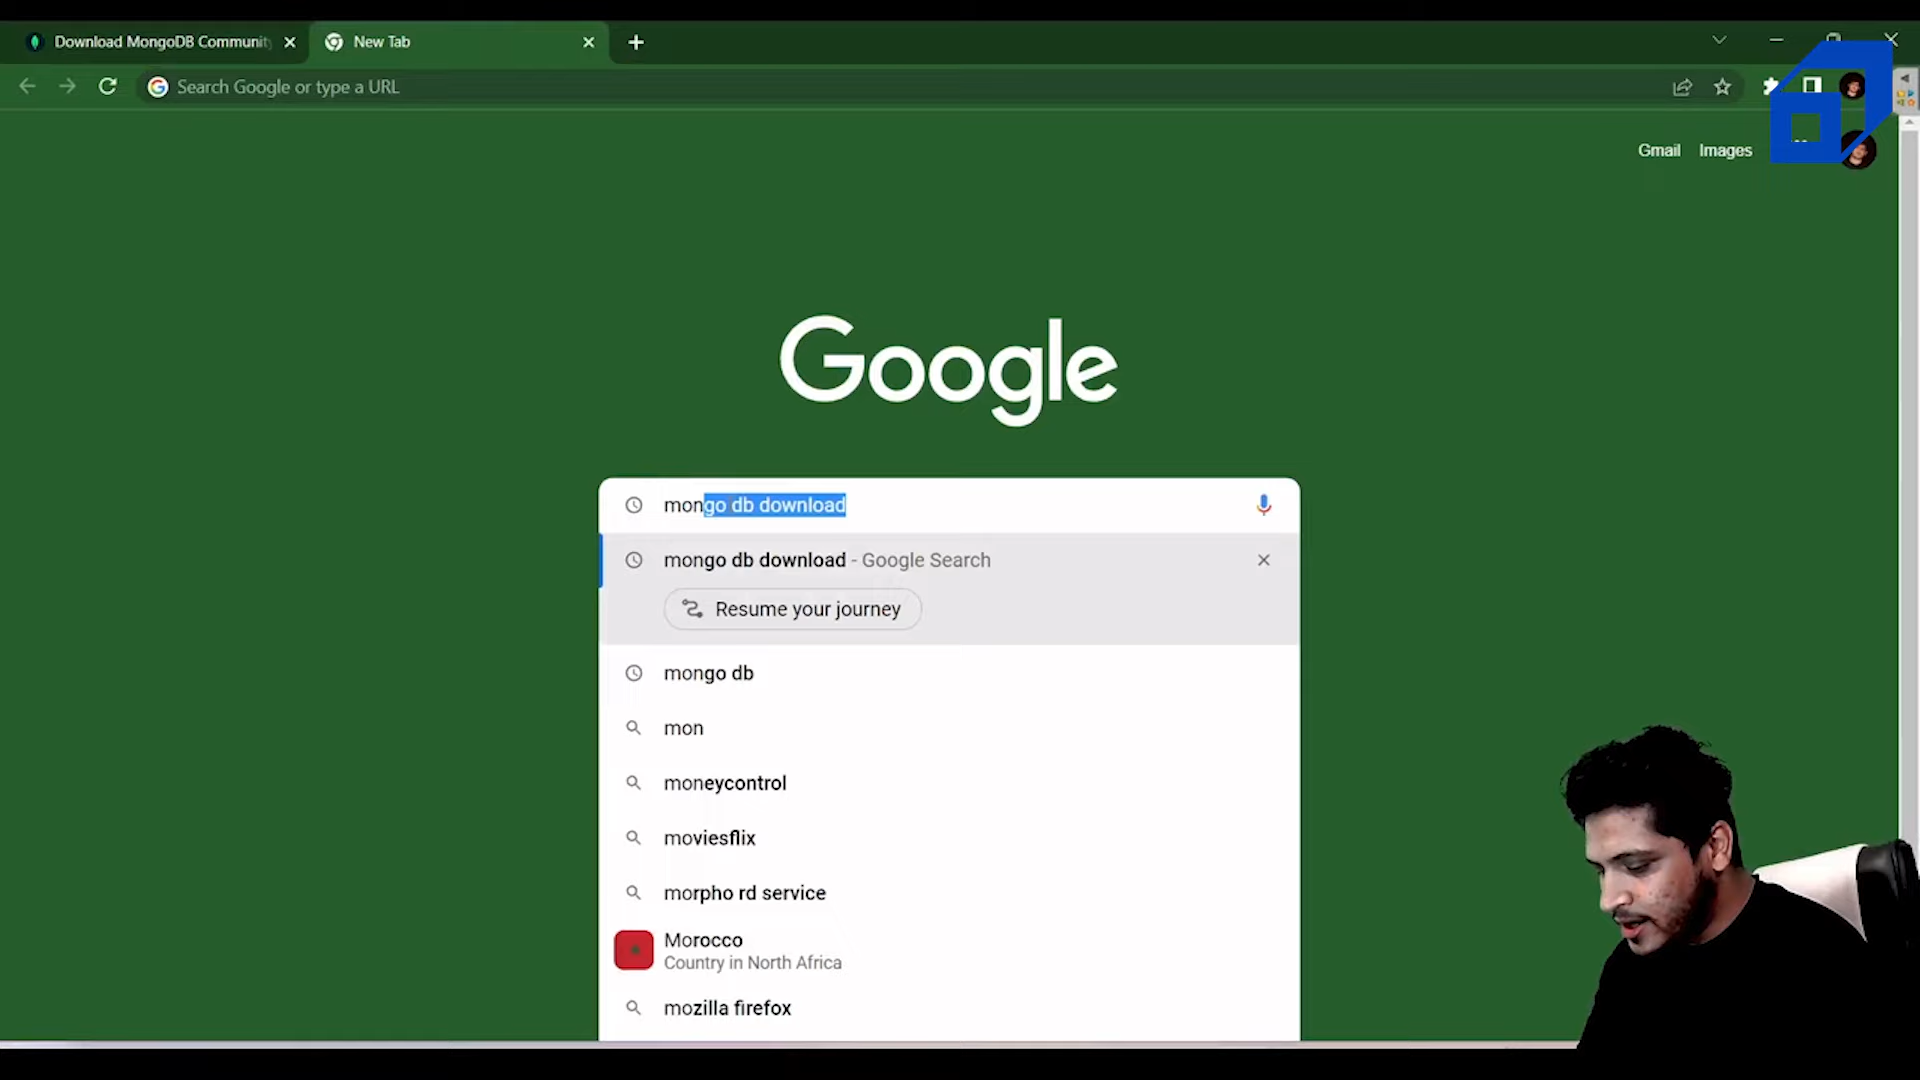 Download MongoDB Communit
New Tab
Search Google or type a URL
Gmail
Images
Google
mongo db download
mongo db download - Google Search
Resume your journey
mongo db
mon
moneycontrol
moviesflix
morpho rd service
Morocco
Country in North Africa
mozilla firefox